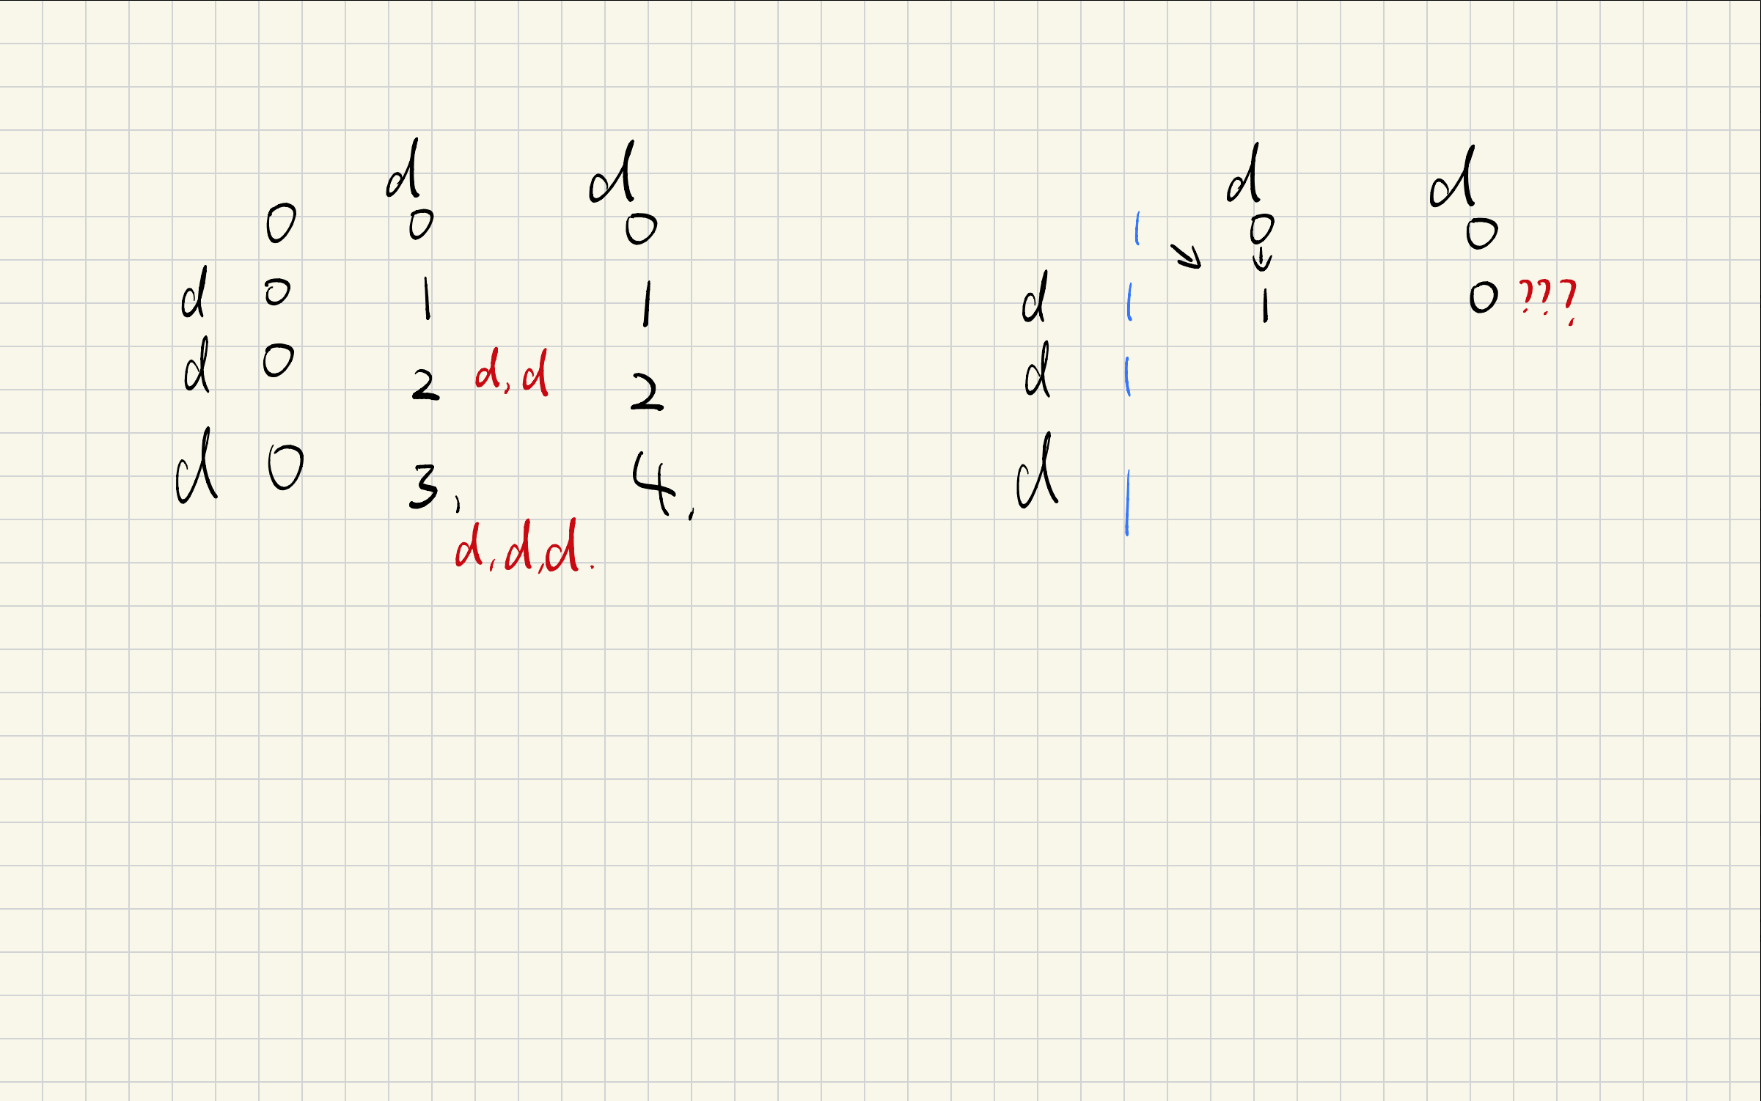 d d d d
0 0 0 1 0 0
d 0 1 1 d 1 1 0 ???
d 0 2 d, d 2 d 1
d 0 3, 4, d 1
d, d, d.